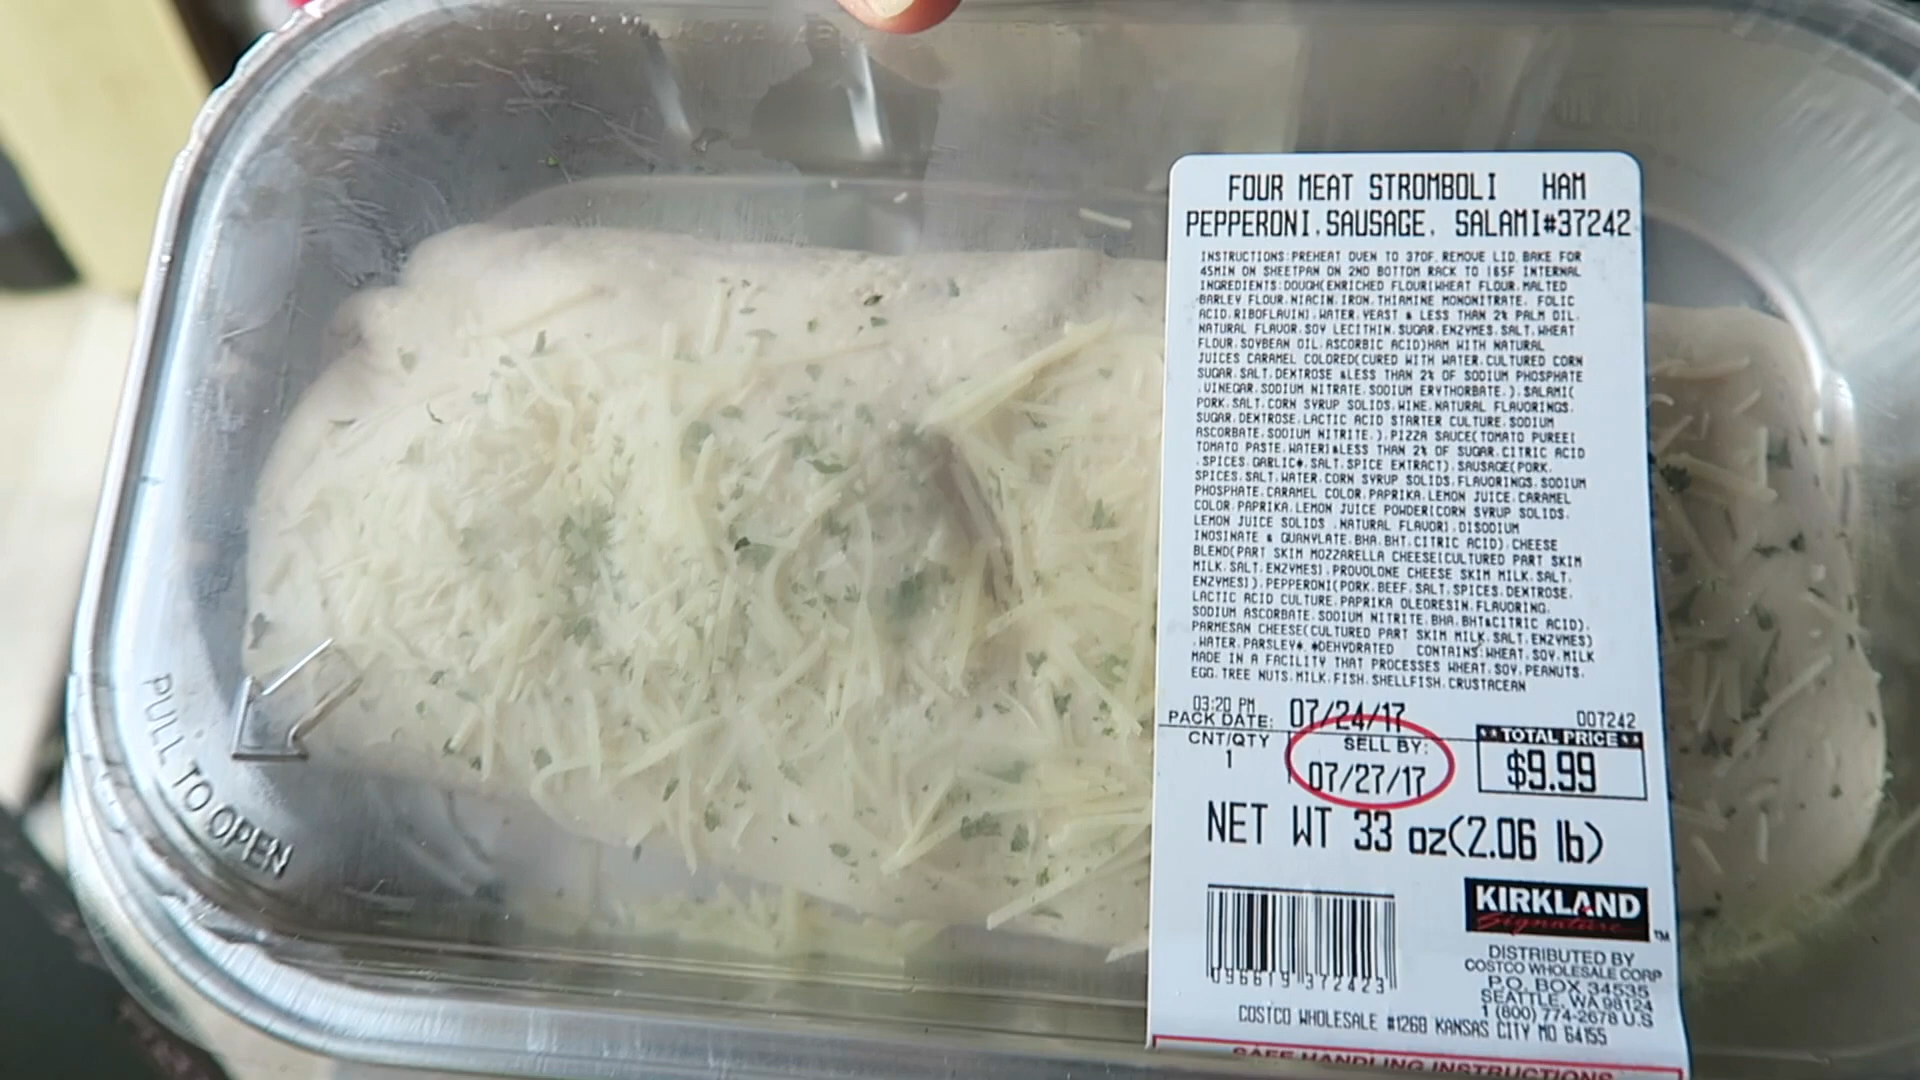 FOUR MEAT STROMBOLI HAM
PEPPERONI, SAUSAGE, SALAMI#37242
INSTRUCTIONS:PREHEAT OVEN TO 370F, REMOVE LID, BAKE FOR
45MIN ON SHEETPAN ON 2ND BOTTOM RACK TO 165F INTERNAL
INGREDIENTS:DOUGH(ENRICHED FLOUR(WHEAT FLOUR, MALTED
BARLEY FLOUR, NIACIN, IRON, THIAMINE MONONITRATE, FOLIC
ACID, RIBOFLAVIN), WATER, YEAST & LESS THAN 2% PALM OIL,
NATURAL FLAVOR, SOY LECITHIN, SUGAR, ENZYMES, SALT, WHEAT
FLOUR, SOYBEAN OIL, ASCORBIC ACID)HAM WITH NATURAL
JUICES CARAMEL COLORED(CURED WITH WATER, CULTURED CORN
SUGAR, SALT, DEXTROSE &LESS THAN 2% OF SODIUM PHOSPHATE
, VINEGAR, SODIUM NITRATE, SODIUM ERYTHORBATE,), SALAMI(
PORK, SALT, CORN SYRUP SOLIDS, WINE, NATURAL FLAVORINGS,
SUGAR, DEXTROSE, LACTIC ACID STARTER CULTURE, SODIUM
ASCORBATE, SODIUM NITRITE,), PIZZA SAUCE(TOMATO PUREE[
TOMATO PASTE, WATER]&LESS THAN 2% OF SUGAR, CITRIC ACID
, SPICES, GARLIC*, SALT, SPICE EXTRACT), SAUSAGE(PORK,
SPICES, SALT, WATER, CORN SYRUP SOLIDS, FLAVORINGS, SODIUM
PHOSPHATE, CARAMEL COLOR, PAPRIKA, LEMON JUICE, CARAMEL
COLOR, PAPRIKA, LEMON JUICE POWDER[CORN SYRUP SOLIDS,
LEMON JUICE SOLIDS , NATURAL FLAVOR], DISODIUM
INOSINATE & GUANYLATE, BHA, BHT, CITRIC ACID), CHEESE
BLEND(PART SKIM MOZZARELLA CHEESE[CULTURED PART SKIM
MILK, SALT, ENZYMES], PROVOLONE CHEESE SKIM MILK, SALT,
ENZYMES]), PEPPERONI(PORK, BEEF, SALT, SPICES, DEXTROSE,
LACTIC ACID CULTURE, PAPRIKA OLEORESIN, FLAVORING,
SODIUM ASCORBATE, SODIUM NITRITE, BHA, BHT&CITRIC ACID),
PARMESAN CHEESE(CULTURED PART SKIM MILK, SALT, ENZYMES)
, WATER, PARSLEY*, *DEHYDRATED CONTAINS:WHEAT, SOY, MILK
MADE IN A FACILITY THAT PROCESSES WHEAT, SOY, PEANUTS,
EGG, TREE NUTS, MILK, FISH, SHELLFISH, CRUSTACEAN
03:20 PM
PACK DATE: 07/24/17 007242
CNT/QTY SELL BY: **TOTAL PRICE**
1 07/27/17 $9.99
NET WT 33 oz(2.06 lb)
KIRKLAND
Signature TM
096619 372423
DISTRIBUTED BY
COSTCO WHOLESALE CORP
P.O. BOX 34535
SEATTLE, WA 98124
1 (800) 774-2678 U.S
COSTCO WHOLESALE #1268 KANSAS CITY MO 64155
SAFE HANDLING INSTRUCTIONS
PULL TO OPEN